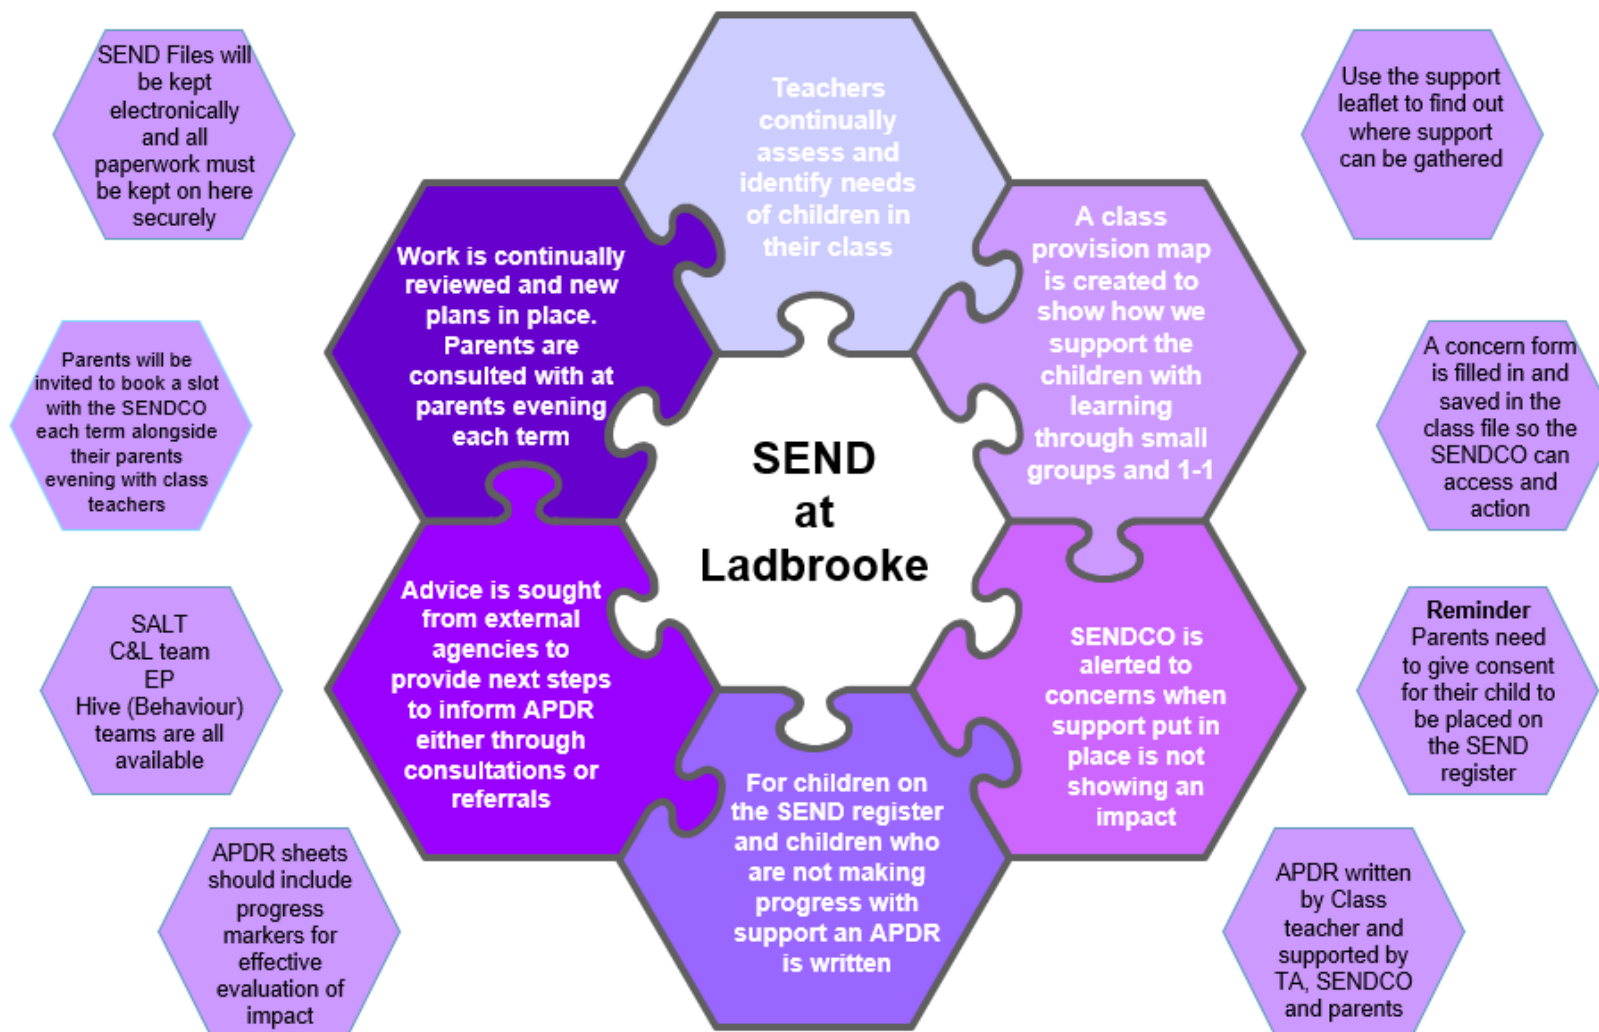 SEND Files will
be kept
electronically
and all
paperwork must
be kept on here
securely
Parents will be
invited to book a slot
with the SENDCO
each term alongside
their parents
evening with class
teachers
SALT
C&L team
EP
Hive (Behaviour)
teams are all
available
APDR sheets
should include
progress
markers for
effective
evaluation of
impact
Teachers
continually
assess and
identify needs
of children in
their class
A class
provision map
is created to
show how we
support the
children with
learning
through small
groups and 1-1
SENDCO is
alerted to
concerns when
support put in
place is not
showing an
impact
For children on
the SEND register
and children who
are not making
progress with
support an APDR
is written
Advice is sought
from external
agencies to
provide next steps
to inform APDR
either through
consultations or
referrals
Work is continually
reviewed and new
plans in place.
Parents are
consulted with at
parents evening
each term
SEND
at
Ladbrooke
Use the support
leaflet to find out
where support
can be gathered
A concern form
is filled in and
saved in the
class file so the
SENDCO can
access and
action
Reminder
Parents need
to give consent
for their child to
be placed on
the SEND
register
APDR written
by Class
teacher and
supported by
TA, SENDCO
and parents